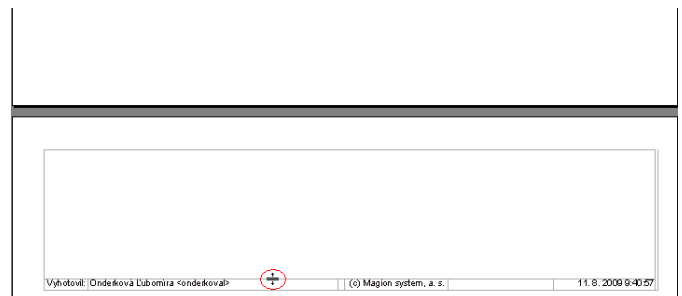 Vyhotovil: Onderková Ľubomíra <onderkoval> (c) Magion system, a. s. 11. 8. 2009 9:40:57